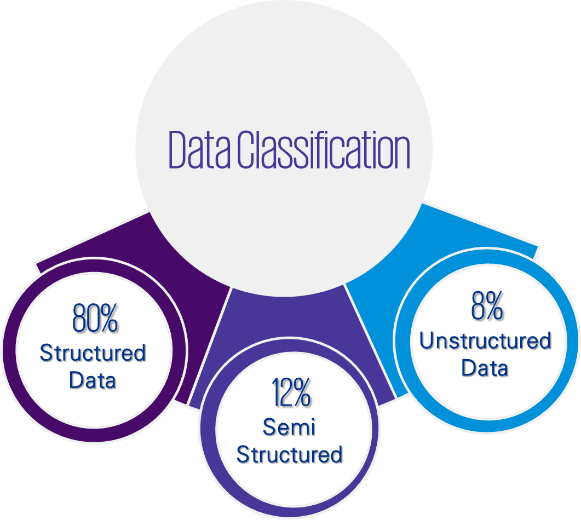 Data Classification
80%
Structured
Data
12%
Semi
Structured
8%
Unstructured
Data